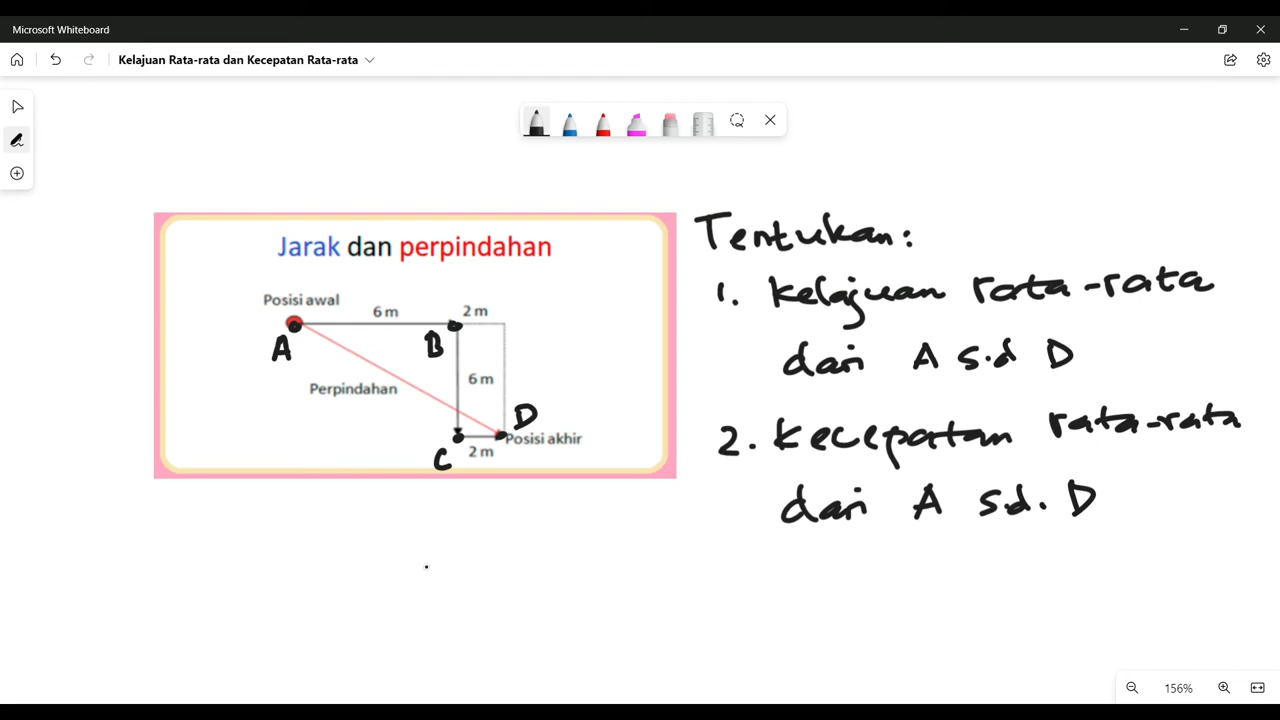 Microsoft Whiteboard
Kelajuan Rata-rata dan Kecepatan Rata-rata
Jarak dan perpindahan
Posisi awal
6 m
2 m
A
B
6 m
Perpindahan
D
Posisi akhir
C
2 m
Tentukan:
1. Kelajuan rata-rata
dari A s.d D
2. Kecepatan rata-rata
dari A s.d. D
156%